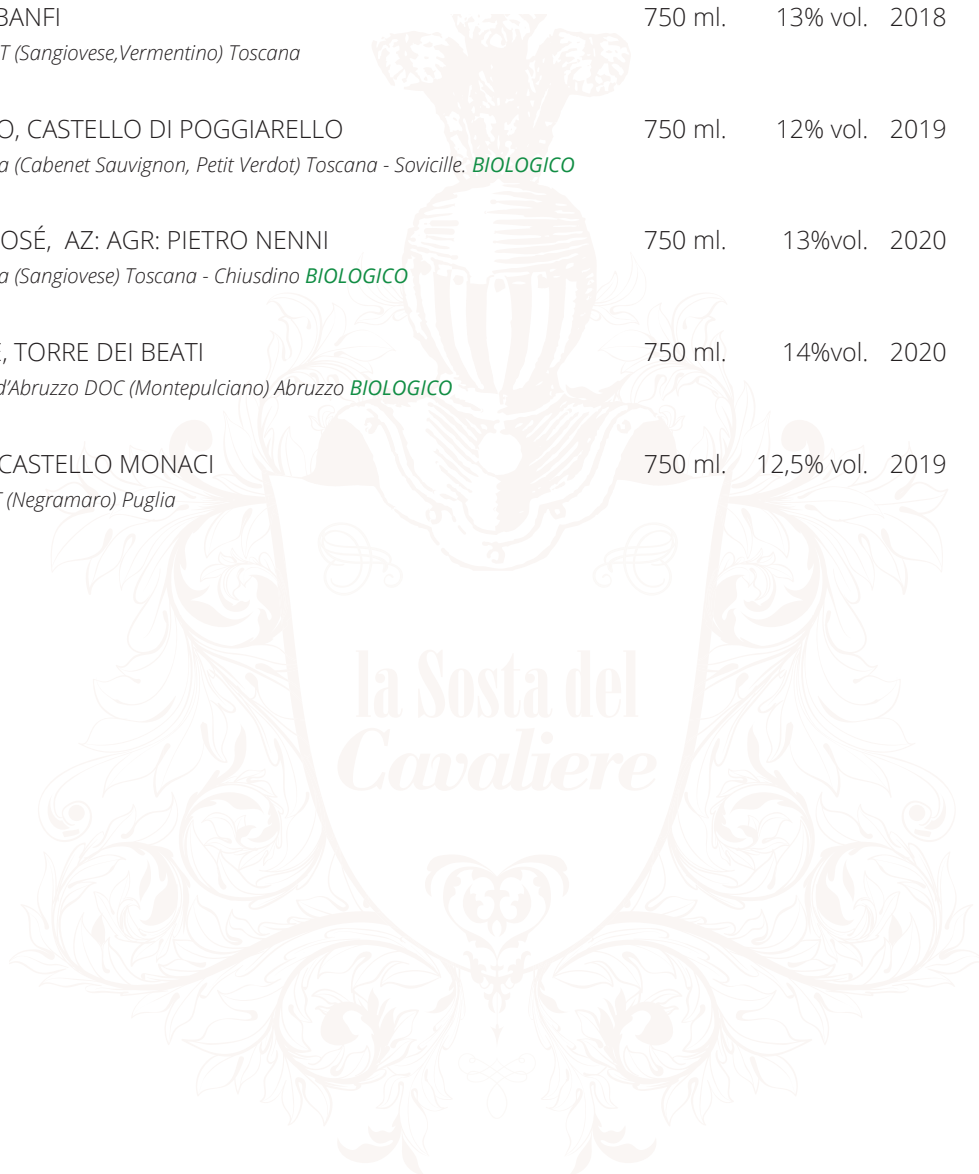 BANFI 750 ml. 13% vol. 2018
T (Sangiovese,Vermentino) Toscana
O, CASTELLO DI POGGIARELLO 750 ml. 12% vol. 2019
a (Cabenet Sauvignon, Petit Verdot) Toscana - Sovicille. BIOLOGICO
OSÉ, AZ: AGR: PIETRO NENNI 750 ml. 13%vol. 2020
a (Sangiovese) Toscana - Chiusdino BIOLOGICO
, TORRE DEI BEATI 750 ml. 14%vol. 2020
d’Abruzzo DOC (Montepulciano) Abruzzo BIOLOGICO
CASTELLO MONACI 750 ml. 12,5% vol. 2019
(Negramaro) Puglia
la Sosta del
Cavaliere